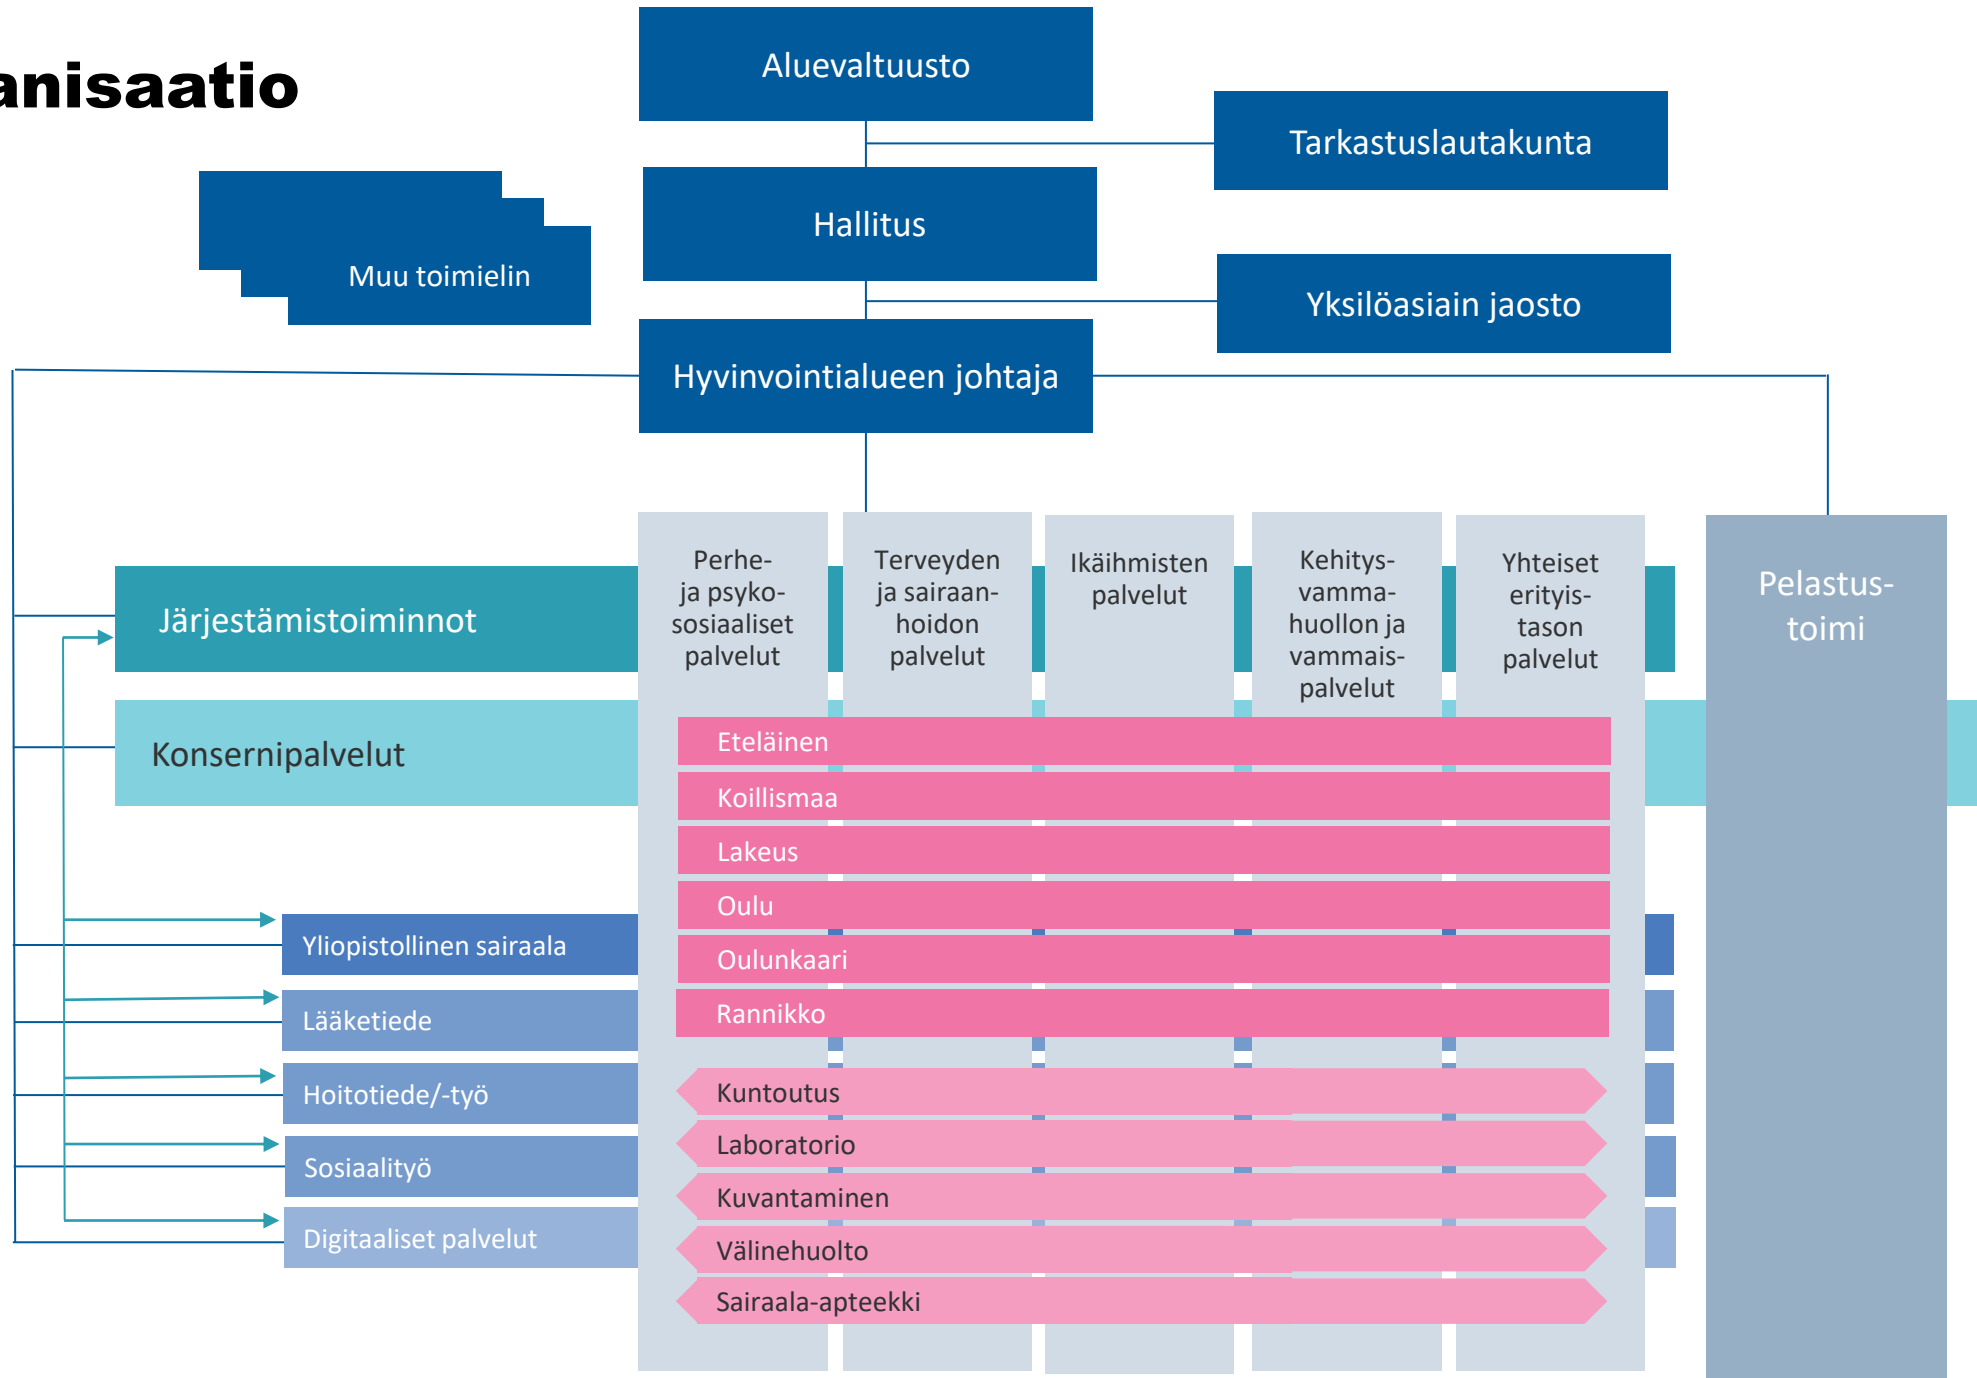 anisaatio
Aluevaltuusto
Tarkastuslautakunta
Hallitus
Muu toimielin
Yksilöasiain jaosto
Hyvinvointialueen johtaja
Perhe-
ja psyko-
sosiaaliset
palvelut
Terveyden
ja sairaan-
hoidon
palvelut
Ikäihmisten
palvelut
Kehitys-
vamma-
huollon ja
vammais-
palvelut
Yhteiset
erityis-
tason
palvelut
Pelastus-
toimi
Järjestämistoiminnot
Konsernipalvelut
Eteläinen
Koillismaa
Lakeus
Oulu
Oulunkaari
Rannikko
Yliopistollinen sairaala
Lääketiede
Hoitotiede/-työ
Sosiaalityö
Digitaaliset palvelut
Kuntoutus
Laboratorio
Kuvantaminen
Välinehuolto
Sairaala-apteekki